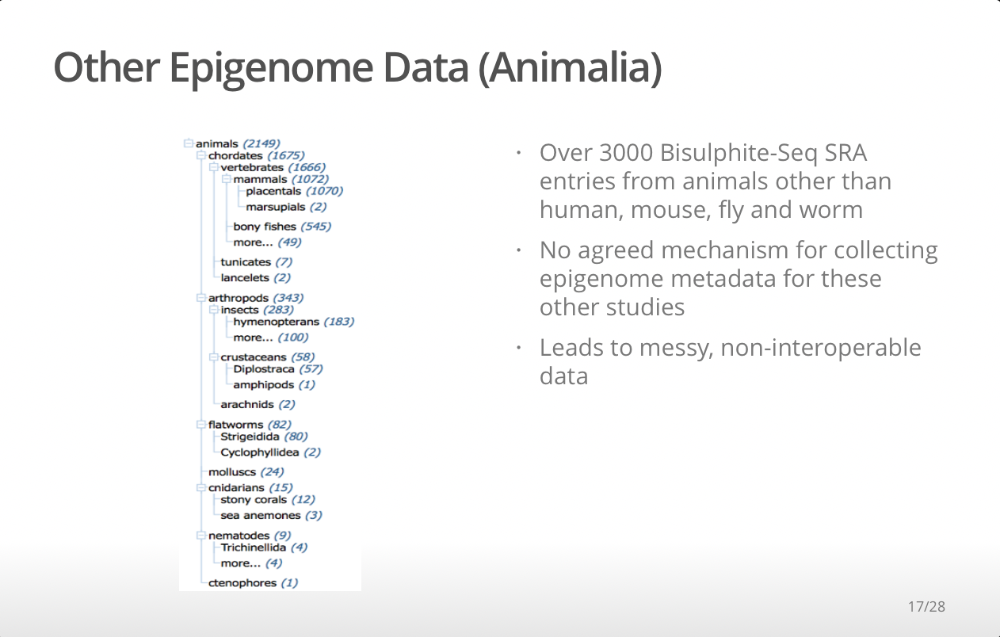 Other Epigenome Data (Animalia)
animals (2149)
chordates (1675)
vertebrates (1666)
mammals (1072)
placentals (1070)
marsupials (2)
bony fishes (545)
more... (49)
tunicates (7)
lancelets (2)
arthropods (343)
insects (283)
hymenopterans (183)
more... (100)
crustaceans (58)
Diplostraca (57)
amphipods (1)
arachnids (2)
flatworms (82)
Strigeidida (80)
Cyclophyllidea (2)
molluscs (24)
cnidarians (15)
stony corals (12)
sea anemones (3)
nematodes (9)
Trichinellida (4)
more... (4)
ctenophores (1)
· Over 3000 Bisulphite-Seq SRA
entries from animals other than
human, mouse, fly and worm
· No agreed mechanism for collecting
epigenome metadata for these
other studies
· Leads to messy, non-interoperable
data
17/28